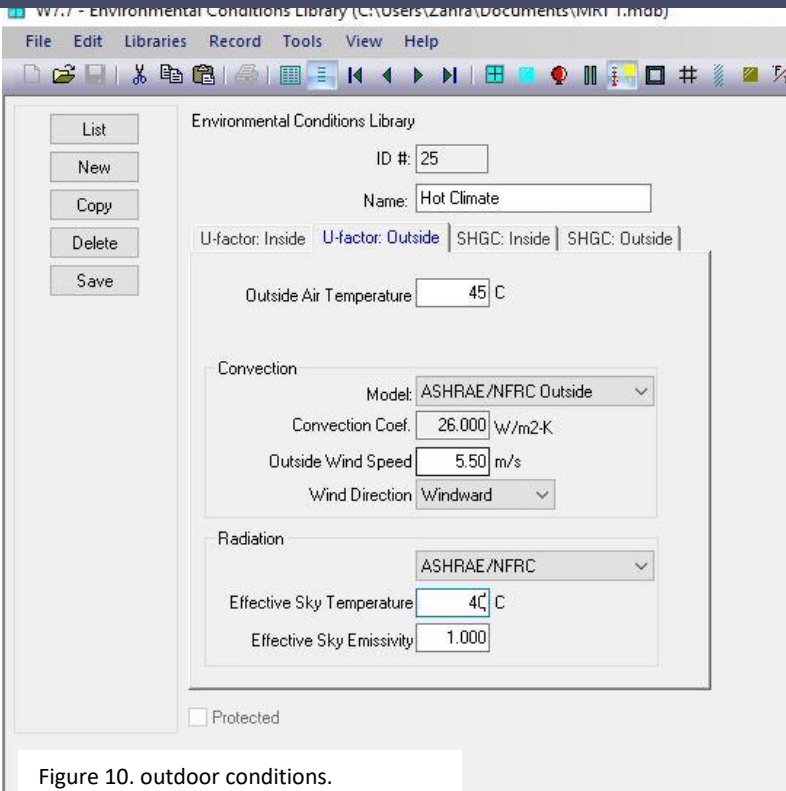 W7.7 - Environmental Conditions Library (C:\Users\Zahra\Documents\MRT 1.mdb)
File Edit Libraries Record Tools View Help
List
New
Copy
Delete
Save
Environmental Conditions Library
ID #: 25
Name: Hot Climate
U-factor: Inside U-factor: Outside SHGC: Inside SHGC: Outside
Outside Air Temperature 45 C
Convection
Model: ASHRAE/NFRC Outside
Convection Coef. 26.000 W/m2-K
Outside Wind Speed 5.50 m/s
Wind Direction Windward
Radiation
ASHRAE/NFRC
Effective Sky Temperature 40 C
Effective Sky Emissivity 1.000
Protected
Figure 10. outdoor conditions.